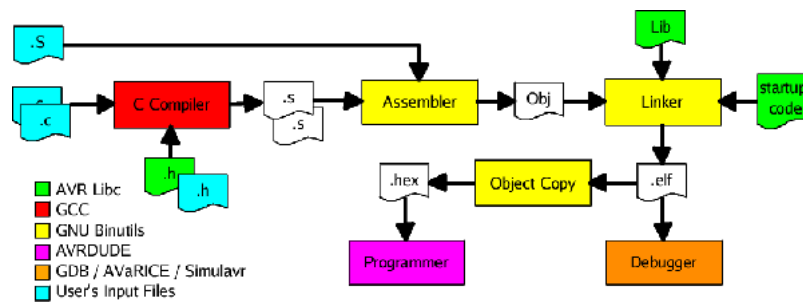 .S
Lib
C Compiler
.s
.s
Assembler
Obj
Linker
startup
code
.c
.c
.h
.h
.hex
Object Copy
.elf
Programmer
Debugger
AVR Libc
GCC
GNU Binutils
AVRDUDE
GDB / AVaRICE / Simulavr
User's Input Files